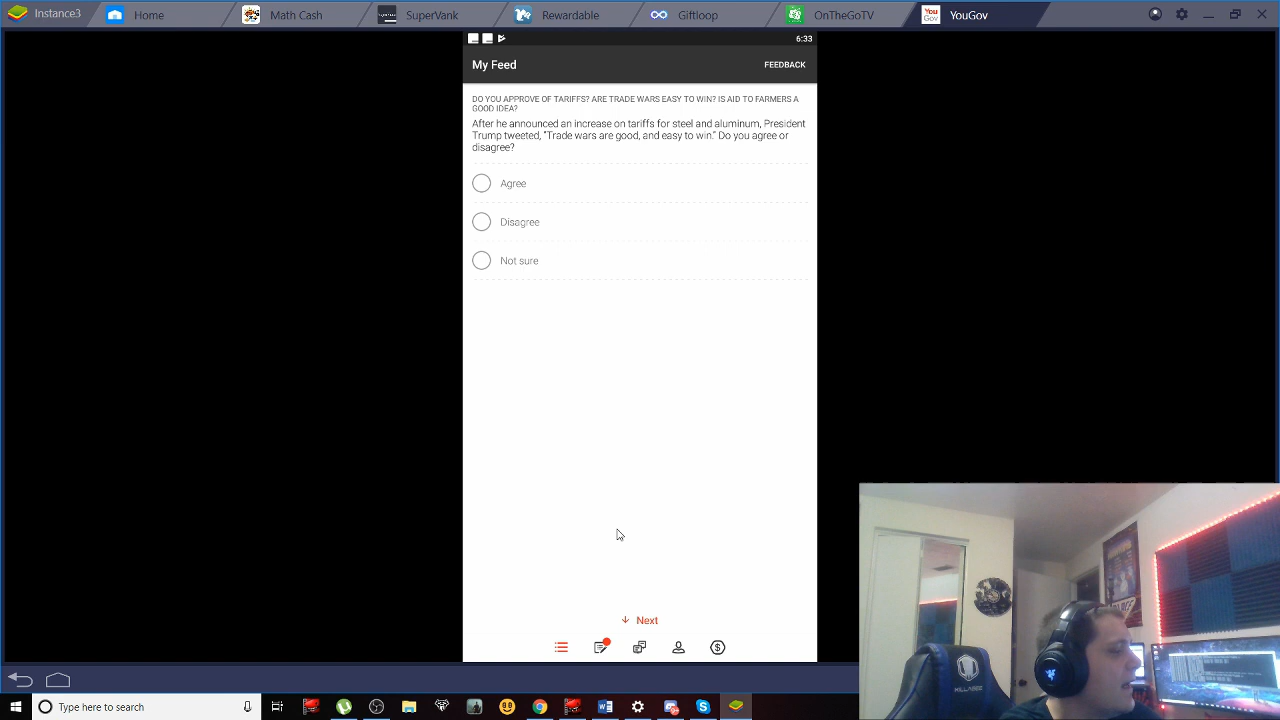 Instance3
Home
Math Cash
SuperVank
Rewardable
Giftloop
OnTheGoTV
You
Gov
YouGov
6:33
My Feed
FEEDBACK
DO YOU APPROVE OF TARIFFS? ARE TRADE WARS EASY TO WIN? IS AID TO FARMERS A
GOOD IDEA?
After he announced an increase on tariffs for steel and aluminum, President
Trump tweeted, "Trade wars are good, and easy to win." Do you agree or
disagree?
Agree
Disagree
Not sure
Next
KILLABEE
Type here to search